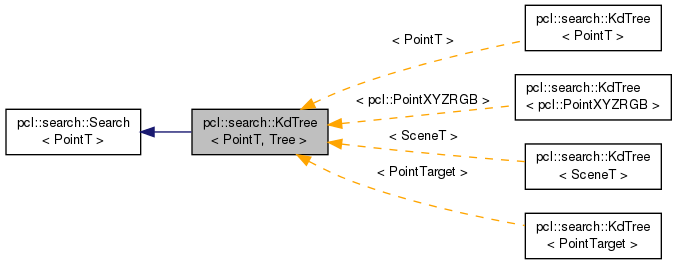 pcl::search::Search
< PointT >
pcl::search::KdTree
< PointT, Tree >
< PointT >
< pcl::PointXYZRGB >
< SceneT >
< PointTarget >
pcl::search::KdTree
< PointT >
pcl::search::KdTree
< pcl::PointXYZRGB >
pcl::search::KdTree
< SceneT >
pcl::search::KdTree
< PointTarget >